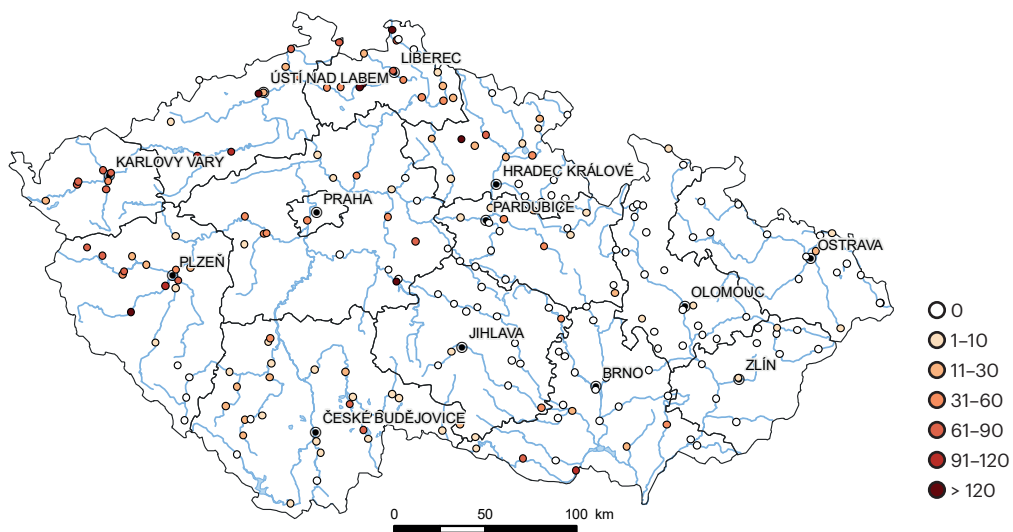 LIBEREC
ÚSTÍ NAD LABEM
KARLOVY VARY
HRADEC KRÁLOVÉ
PRAHA
PARDUBICE
OSTRAVA
PLZEŇ
OLOMOUC
JIHLAVA
ZLÍN
BRNO
ČESKÉ BUDĚJOVICE
0
1–10
11–30
31–60
61–90
91–120
> 120
0 50 100 km